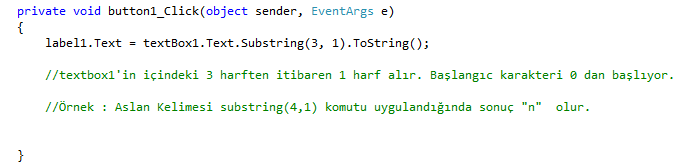 private void button1_Click(object sender, EventArgs e)
{
label1.Text = textBox1.Text.Substring(3, 1).ToString();
//textbox1'in içindeki 3 harften itibaren 1 harf alır. Başlangıc karakteri 0 dan başlıyor.
//Örnek : Aslan Kelimesi substring(4,1) komutu uygulandığında sonuç "n"  olur.
}